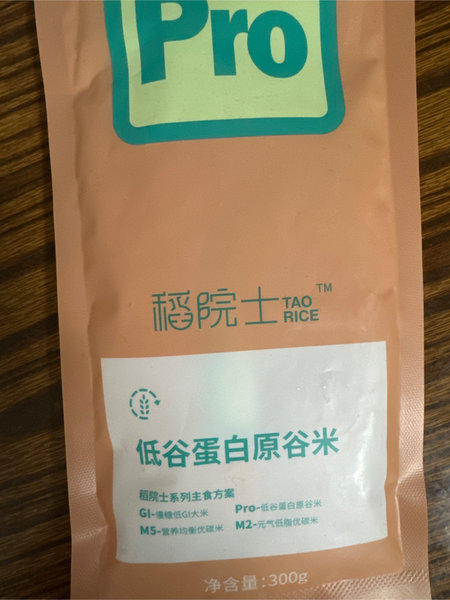 Pro
稻院士 TAO RICE™
低谷蛋白原谷米
稻院士系列主食方案
GI-慢糖低GI大米 Pro-低谷蛋白原谷米
M5-营养均衡优碳米 M2-元气低脂优碳米
净含量:300g